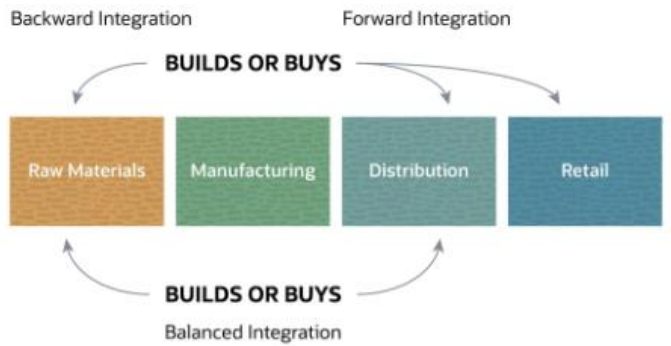 Backward Integration
Forward Integration
BUILDS OR BUYS
Raw Materials
Manufacturing
Distribution
Retail
BUILDS OR BUYS
Balanced Integration